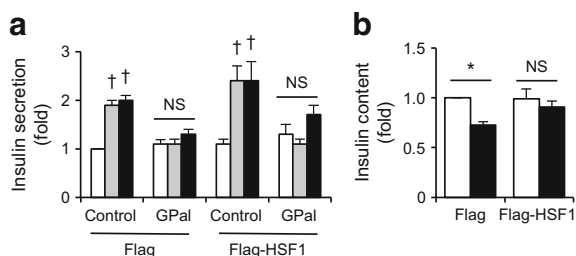 a
Insulin secretion
(fold)
3
2
1
0
† †
NS
† †
NS
Control GPal Control GPal
Flag Flag-HSF1
b
Insulin content
(fold)
1.5
1.0
0.5
0
*
NS
Flag Flag-HSF1